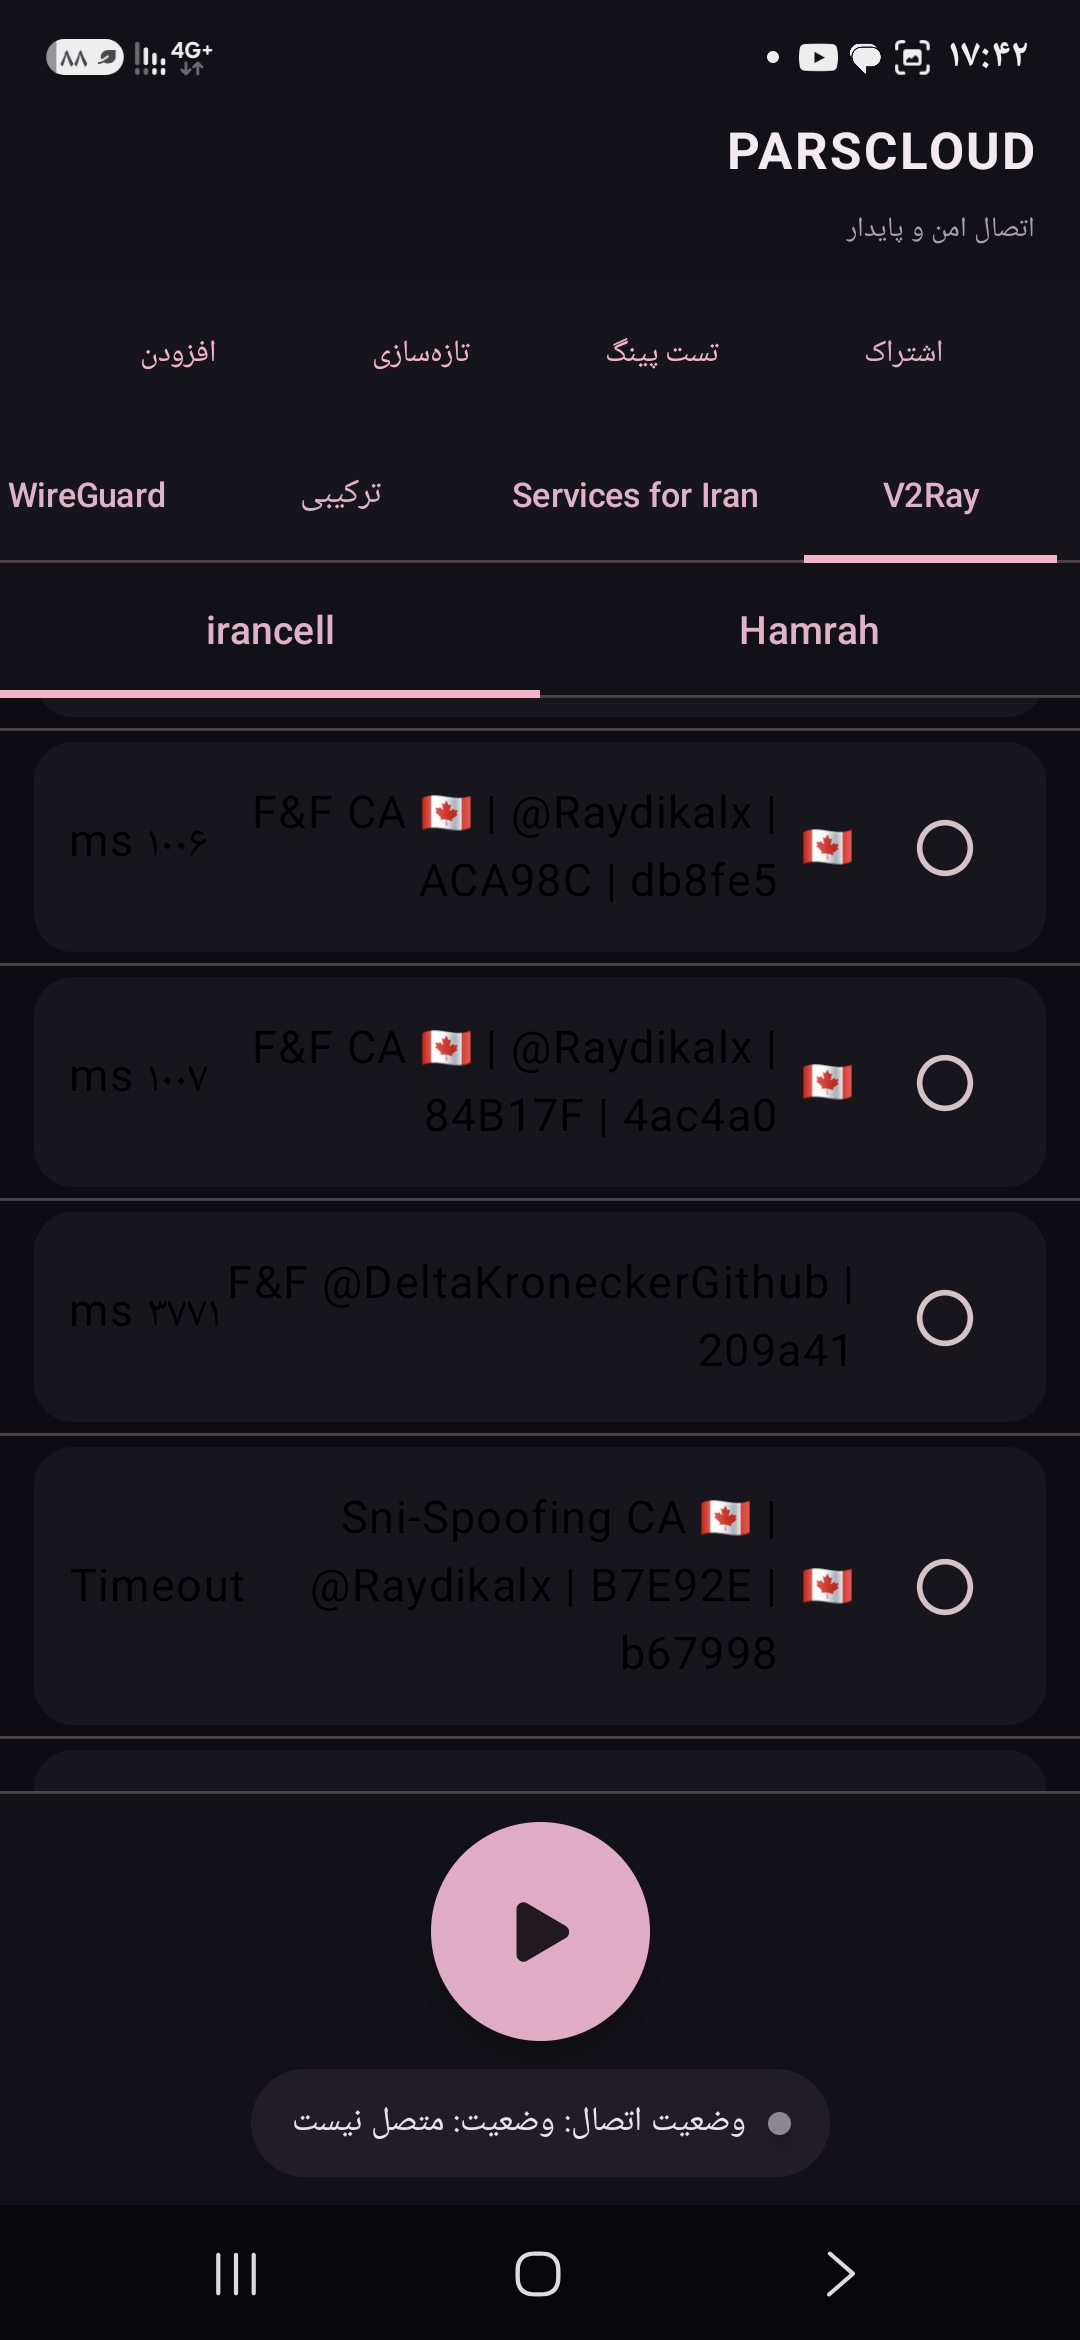 ۸۸
4G+
۱۷:۴۲
PARSCLOUD
اتصال امن و پایدار
اشتراک
تست پینگ
تازه‌سازی
افزودن
V2Ray
Services for Iran
ترکیبی
WireGuard
irancell
Hamrah
F&F CA 🇨🇦 | @Raydikalx |
ACA98C | db8fe5
ms ۱۰۰۶
F&F CA 🇨🇦 | @Raydikalx |
84B17F | 4ac4a0
ms ۱۰۰۷
F&F @DeltaKroneckerGithub |
209a41
ms ۳۷۷۱
Sni-Spoofing CA 🇨🇦 |
@Raydikalx | B7E92E |
b67998
Timeout
وضعیت اتصال: وضعیت: متصل نیست